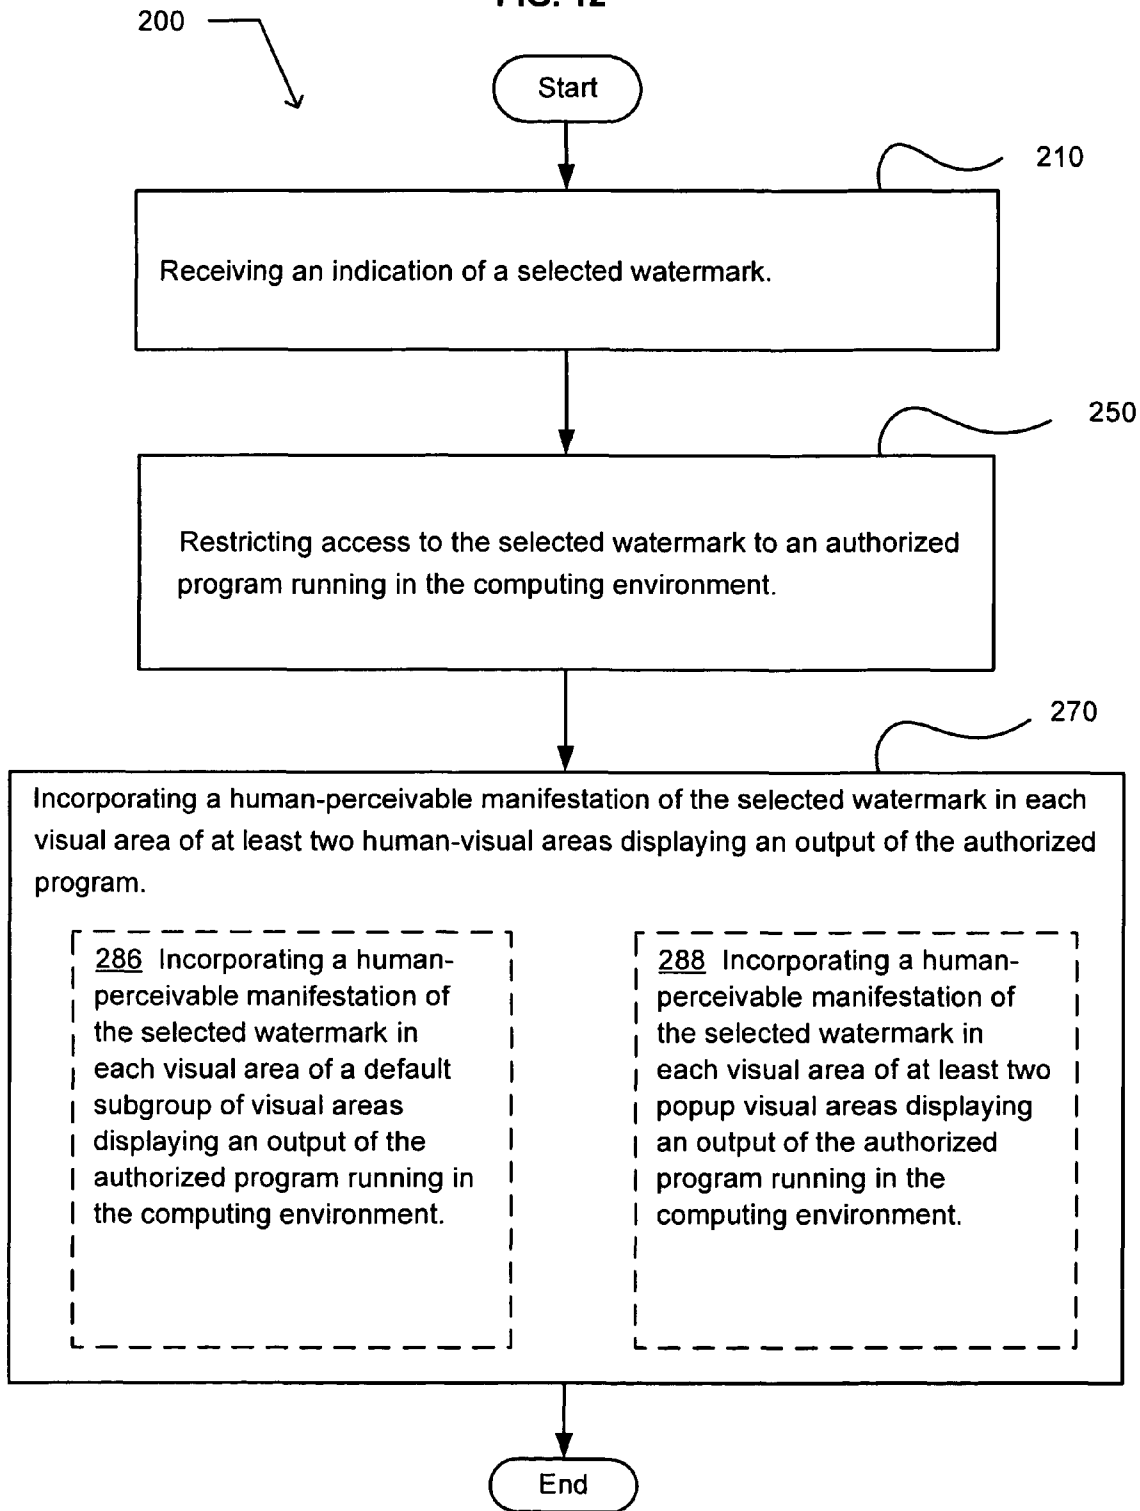 200
Start
210
Receiving an indication of a selected watermark.
250
Restricting access to the selected watermark to an authorized
program running in the computing environment.
270
Incorporating a human-perceivable manifestation of the selected watermark in each
visual area of at least two human-visual areas displaying an output of the authorized
program.
286 Incorporating a human-
perceivable manifestation of
the selected watermark in
each visual area of a default
subgroup of visual areas
displaying an output of the
authorized program running in
the computing environment.
288 Incorporating a human-
perceivable manifestation of
the selected watermark in
each visual area of at least two
popup visual areas displaying
an output of the authorized
program running in the
computing environment.
End